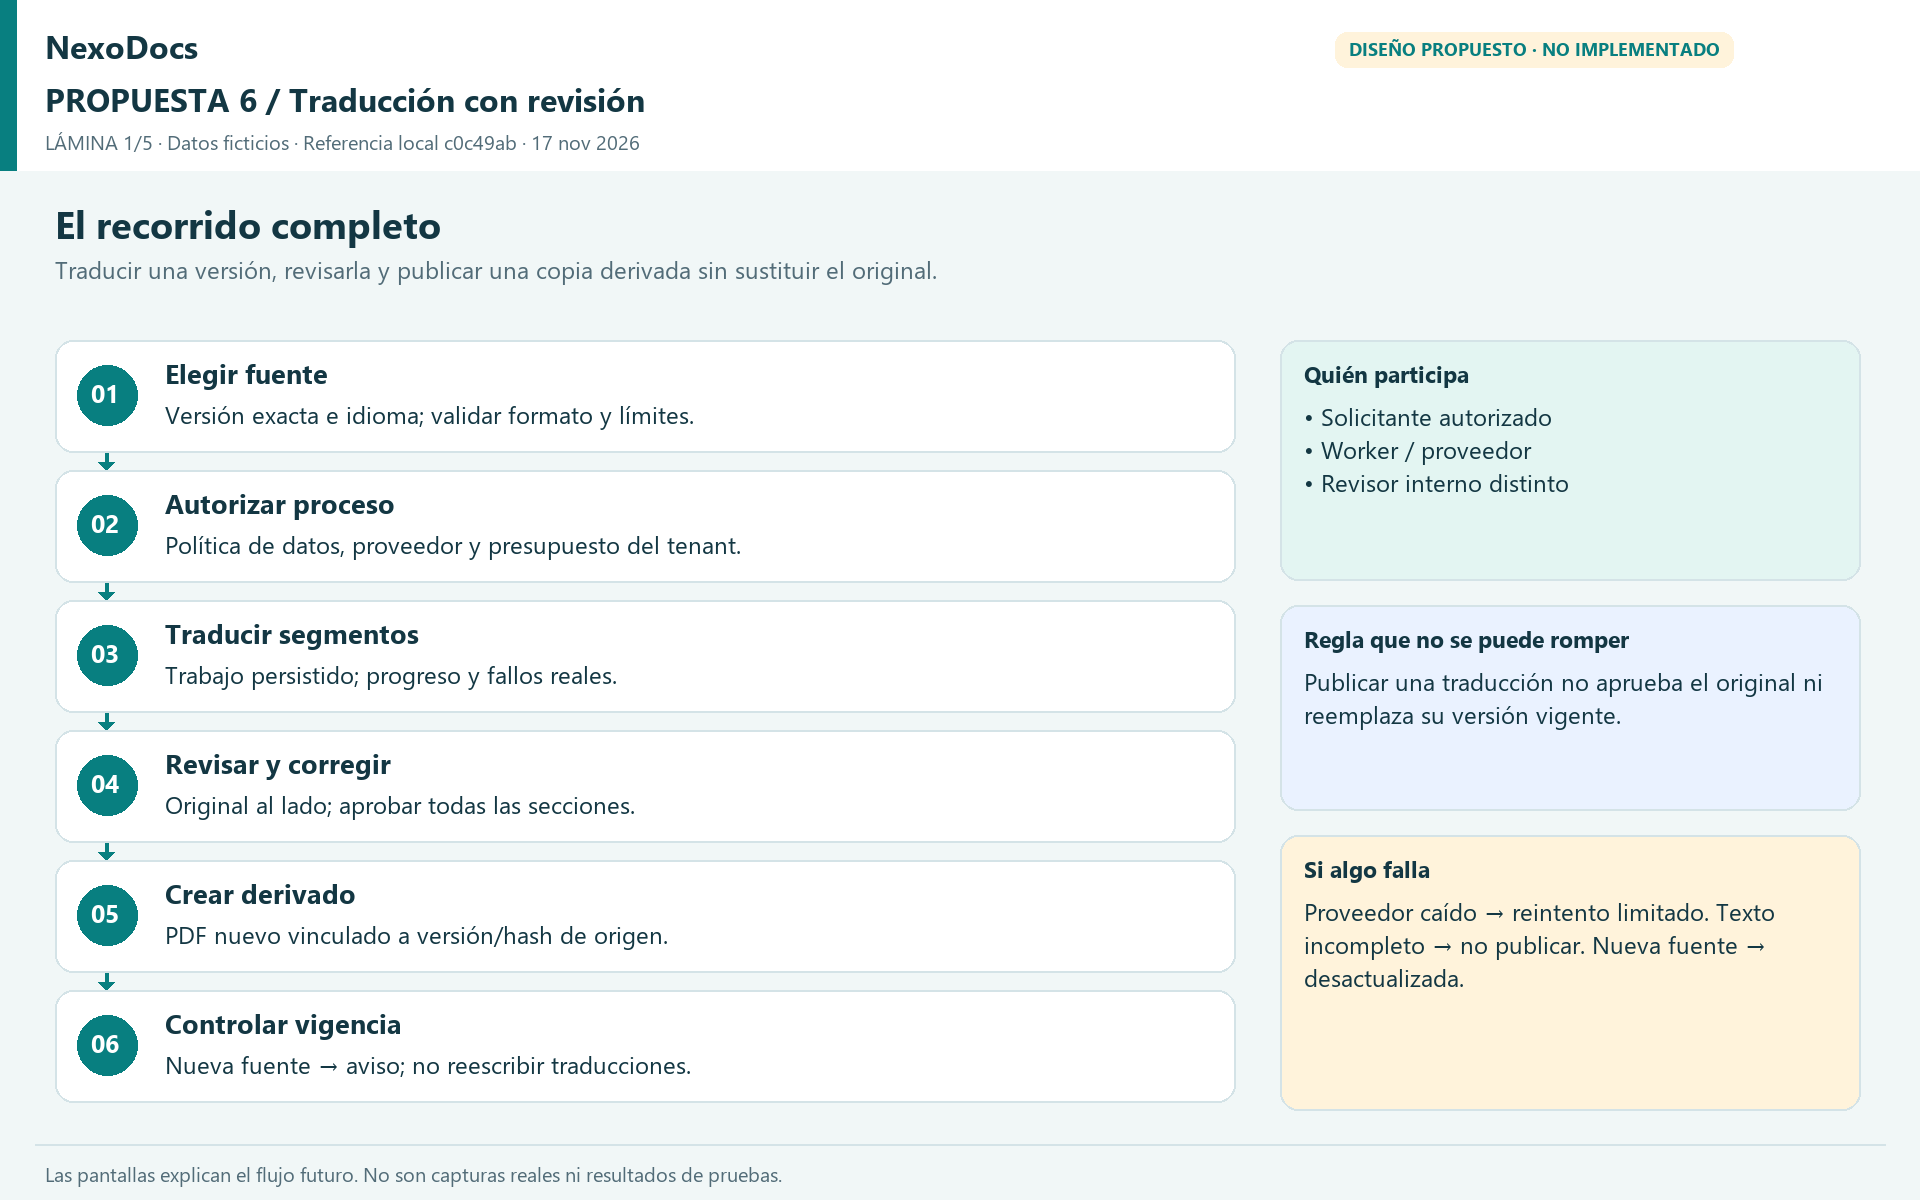 NexoDocs
DISEÑO PROPUESTO · NO IMPLEMENTADO
PROPUESTA 6 / Traducción con revisión
LÁMINA 1/5 · Datos ficticios · Referencia local c0c49ab · 17 nov 2026
El recorrido completo
Traducir una versión, revisarla y publicar una copia derivada sin sustituir el original.
01
Elegir fuente
Versión exacta e idioma; validar formato y límites.
02
Autorizar proceso
Política de datos, proveedor y presupuesto del tenant.
03
Traducir segmentos
Trabajo persistido; progreso y fallos reales.
04
Revisar y corregir
Original al lado; aprobar todas las secciones.
05
Crear derivado
PDF nuevo vinculado a versión/hash de origen.
06
Controlar vigencia
Nueva fuente → aviso; no reescribir traducciones.
Quién participa
• Solicitante autorizado
• Worker / proveedor
• Revisor interno distinto
Regla que no se puede romper
Publicar una traducción no aprueba el original ni
reemplaza su versión vigente.
Si algo falla
Proveedor caído → reintento limitado. Texto
incompleto → no publicar. Nueva fuente →
desactualizada.
Las pantallas explican el flujo futuro. No son capturas reales ni resultados de pruebas.